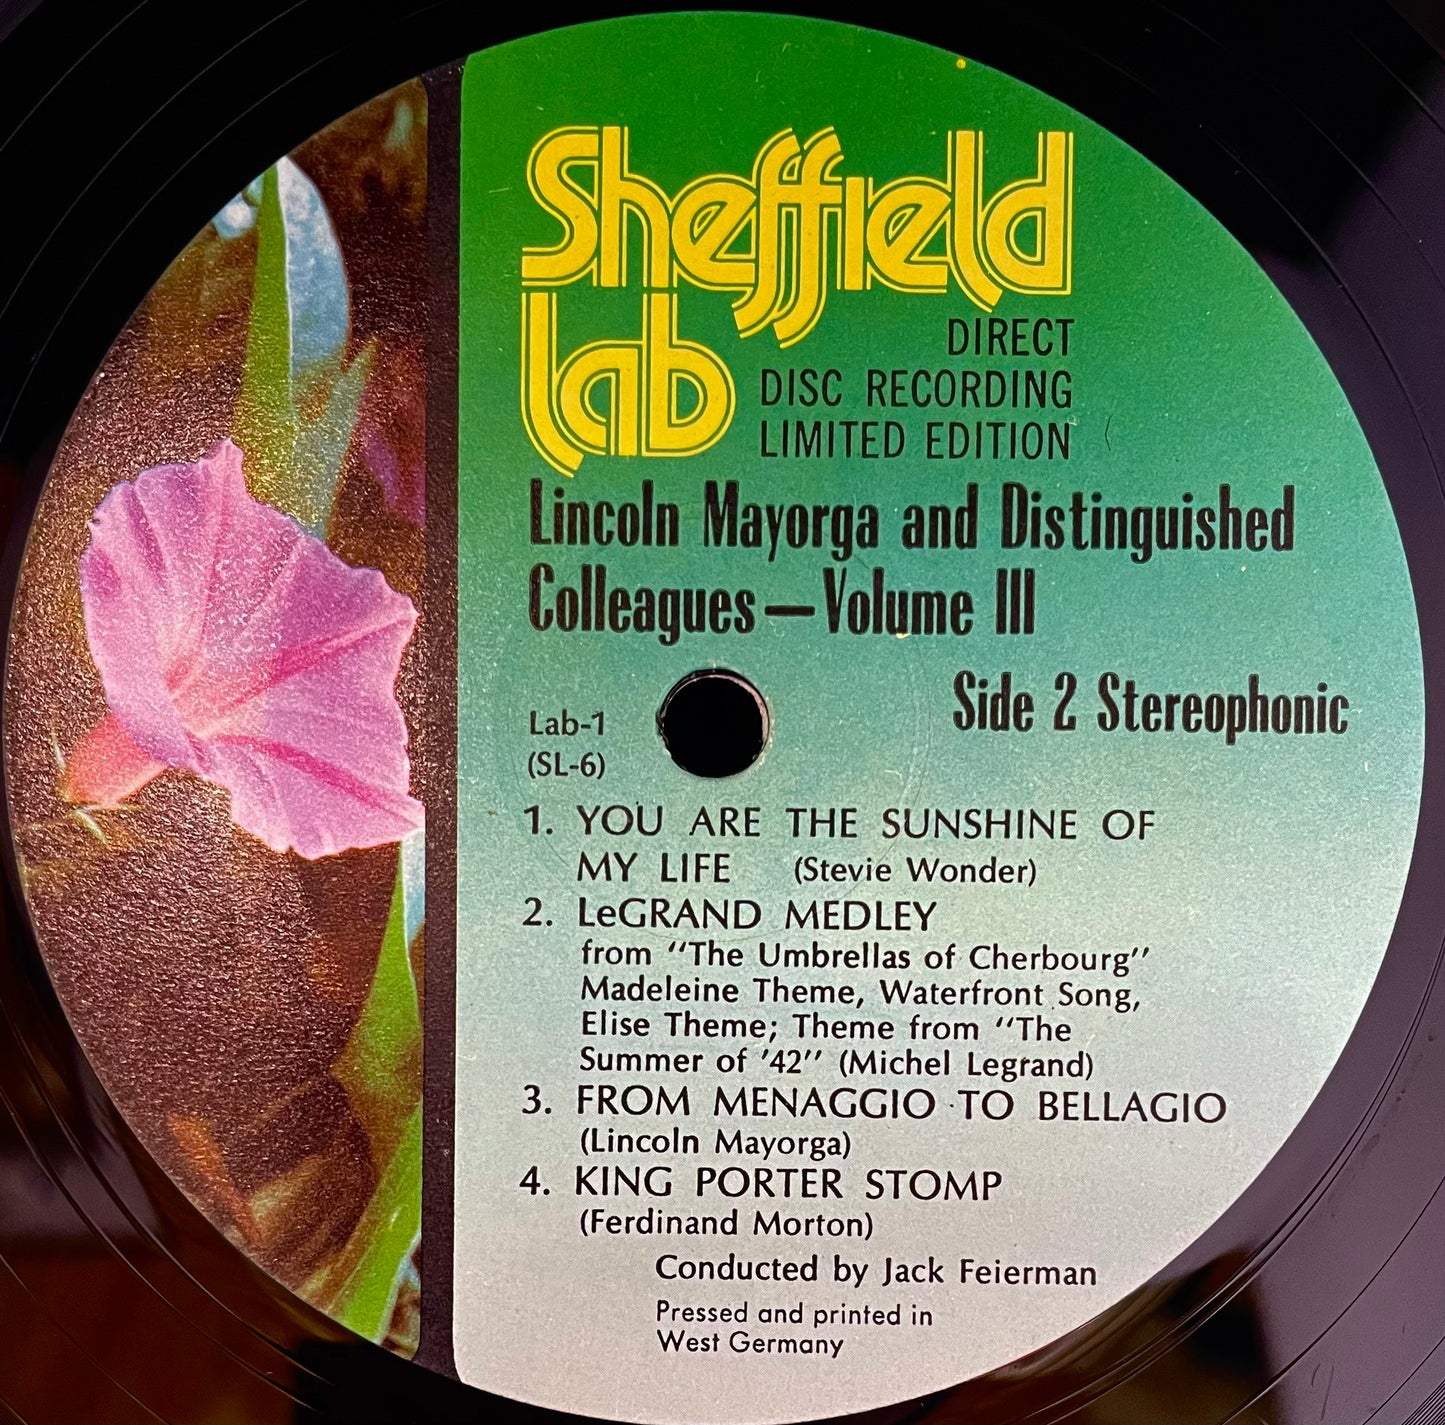 Sheffield
Lab
DIRECT
DISC RECORDING
LIMITED EDITION
Lincoln Mayorga and Distinguished
Colleagues—Volume III
Side 2 Stereophonic
Lab-1
(SL-6)
1. YOU ARE THE SUNSHINE OF
MY LIFE (Stevie Wonder)
2. LeGRAND MEDLEY
from "The Umbrellas of Cherbourg"
Madeleine Theme, Waterfront Song,
Elise Theme; Theme from "The
Summer of '42" (Michel Legrand)
3. FROM MENAGGIO TO BELLAGIO
(Lincoln Mayorga)
4. KING PORTER STOMP
(Ferdinand Morton)
Conducted by Jack Feierman
Pressed and printed in
West Germany